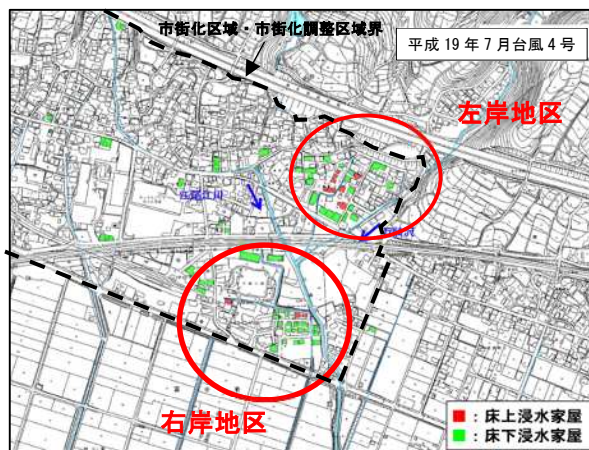 市街化区域・市街化調整区域界
平成19年7月台風4号
左岸地区
右岸地区
■：床上浸水家屋
■：床下浸水家屋